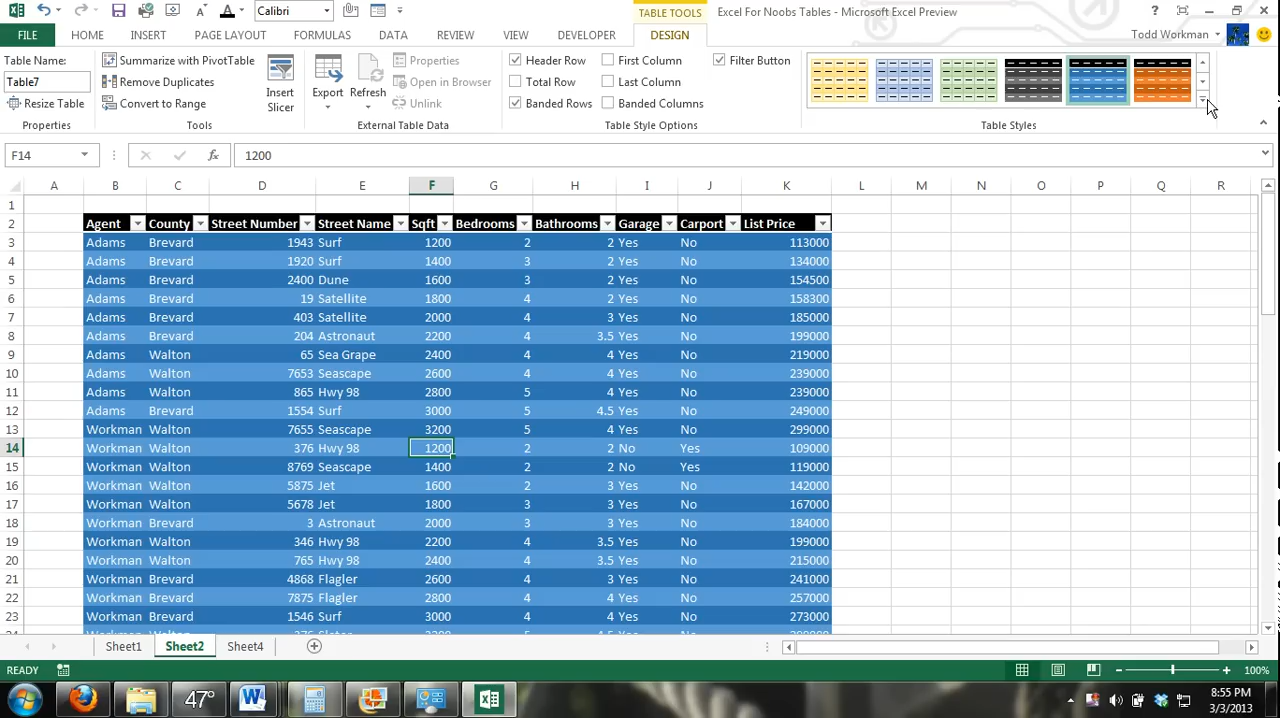 TABLE TOOLS
Excel For Noobs Tables - Microsoft Excel Preview
Calibri
FILE HOME INSERT PAGE LAYOUT FORMULAS DATA REVIEW VIEW DEVELOPER DESIGN
Todd Workman
Table Name:
Table7
Resize Table
Properties
Summarize with PivotTable
Remove Duplicates
Convert to Range
Tools
Insert
Slicer
Export
Refresh
Properties
Open in Browser
Unlink
External Table Data
Header Row First Column Filter Button
Total Row Last Column
Banded Rows Banded Columns
Table Style Options
Table Styles
F14 1200
A B C D E F G H I J K L M N O P Q R
1
2 Agent County Street Number Street Name Sqft Bedrooms Bathrooms Garage Carport List Price
3 Adams Brevard 1943 Surf 1200 2 2 Yes No 113000
4 Adams Brevard 1920 Surf 1400 3 2 Yes No 134000
5 Adams Brevard 2400 Dune 1600 3 2 Yes No 154500
6 Adams Brevard 19 Satellite 1800 4 2 Yes No 158300
7 Adams Brevard 403 Satellite 2000 4 3 Yes No 185000
8 Adams Brevard 204 Astronaut 2200 4 3.5 Yes No 199000
9 Adams Walton 65 Sea Grape 2400 4 4 Yes No 219000
10 Adams Walton 7653 Seascape 2600 4 4 Yes No 239000
11 Adams Walton 865 Hwy 98 2800 5 4 Yes No 239000
12 Adams Brevard 1554 Surf 3000 5 4.5 Yes No 249000
13 Workman Walton 7655 Seascape 3200 5 4 Yes No 299000
14 Workman Walton 376 Hwy 98 1200 2 2 No Yes 109000
15 Workman Walton 8769 Seascape 1400 2 2 No Yes 119000
16 Workman Walton 5875 Jet 1600 2 3 Yes No 142000
17 Workman Walton 5678 Jet 1800 3 3 Yes No 167000
18 Workman Brevard 3 Astronaut 2000 3 3 Yes No 184000
19 Workman Walton 346 Hwy 98 2200 4 3.5 Yes No 199000
20 Workman Walton 765 Hwy 98 2400 4 3.5 Yes No 215000
21 Workman Brevard 4868 Flagler 2600 4 3 Yes No 241000
22 Workman Brevard 7875 Flagler 2800 4 4 Yes No 257000
23 Workman Brevard 1546 Surf 3000 4 4 Yes No 273000
Sheet1 Sheet2 Sheet4
READY 100%
47°
8:55 PM
3/3/2013